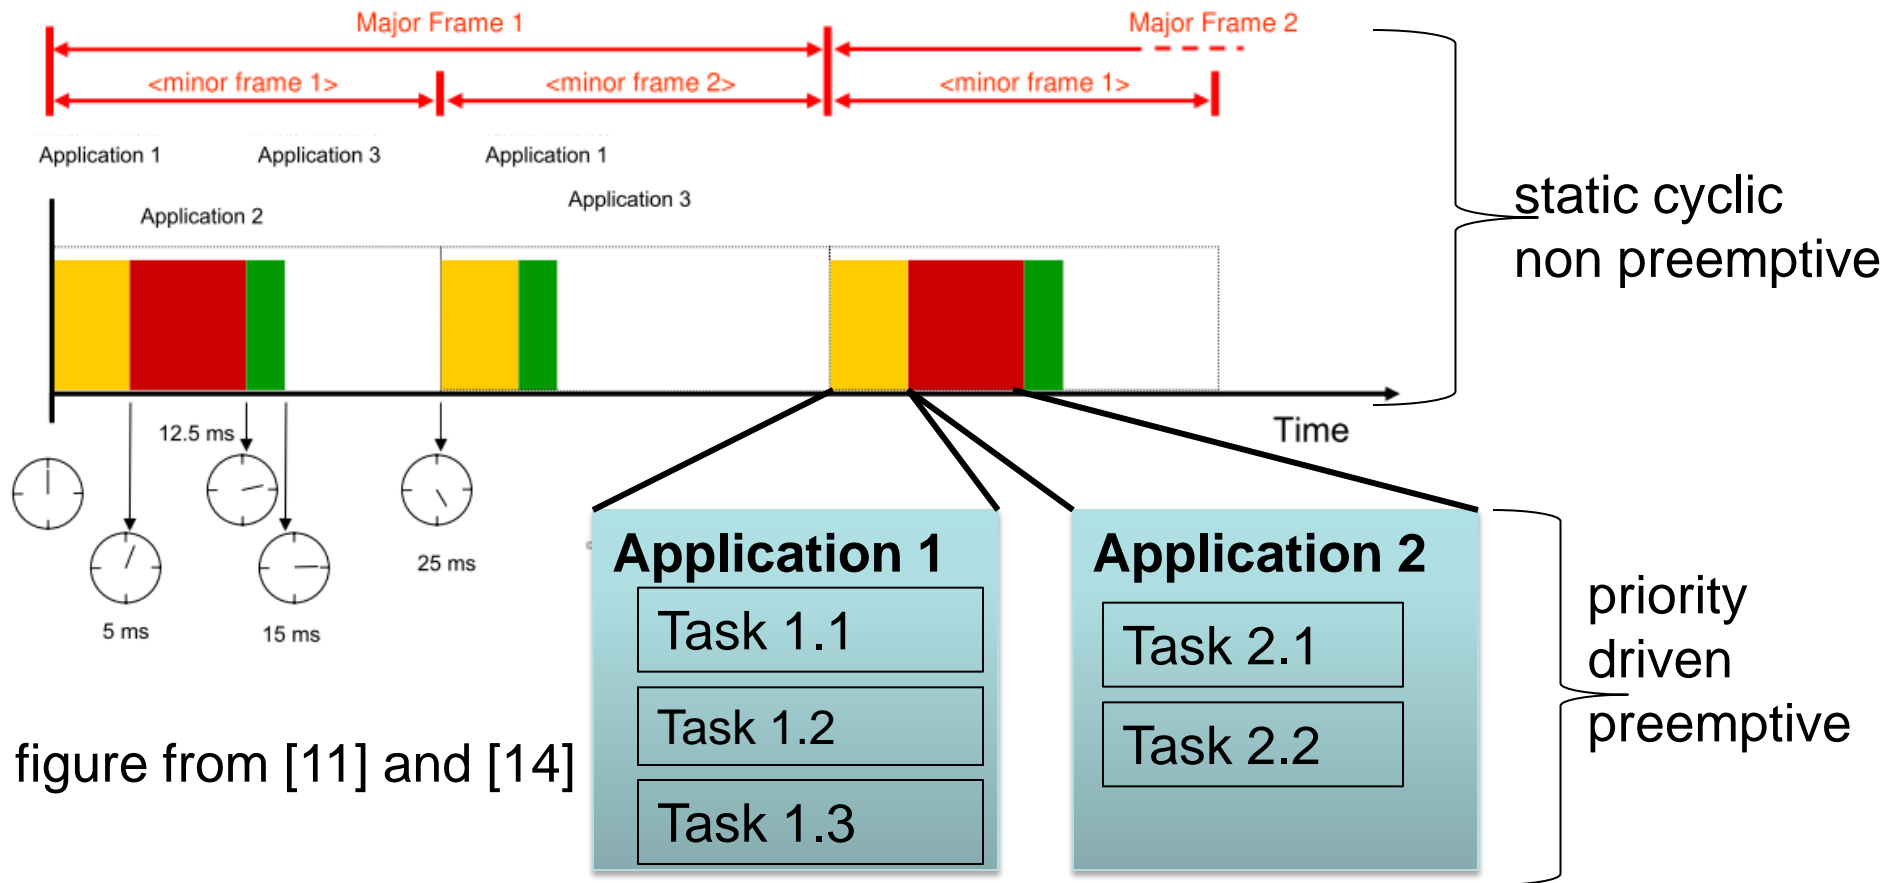 Major Frame 1
Major Frame 2
<minor frame 1>
<minor frame 2>
<minor frame 1>
Application 1
Application 3
Application 1
Application 2
Application 3
static cyclic
non preemptive
Time
12.5 ms
5 ms
15 ms
25 ms
Application 1
Task 1.1
Task 1.2
Task 1.3
Application 2
Task 2.1
Task 2.2
priority
driven
preemptive
figure from [11] and [14]